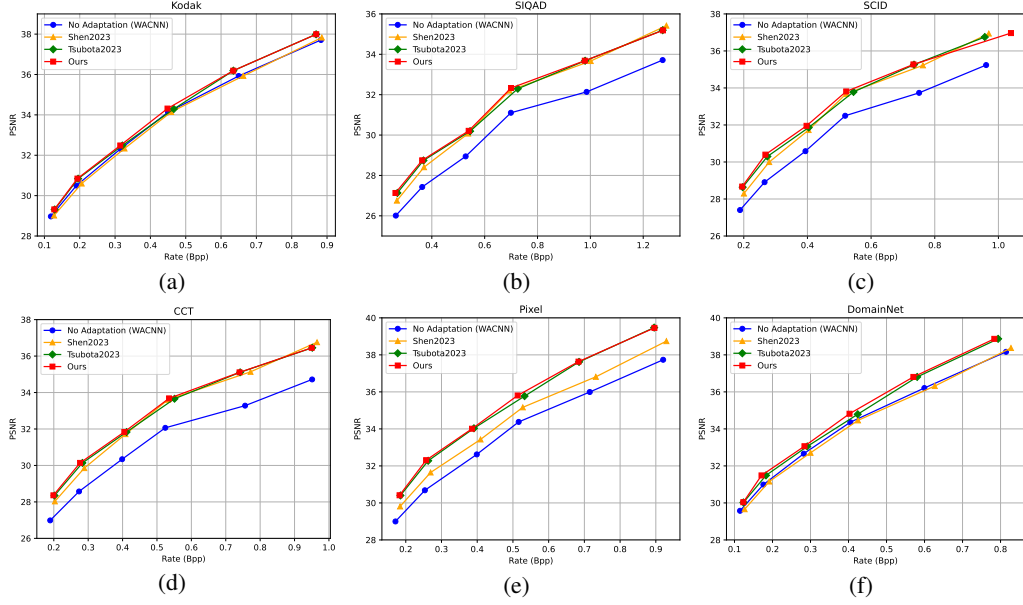 Kodak
38
36
34
32
30
28
PSNR
0.1 0.2 0.3 0.4 0.5 0.6 0.7 0.8 0.9
Rate (Bpp)
No Adaptation (WACNN)
Shen2023
Tsubota2023
Ours
(a)
SIQAD
36
34
32
30
28
26
PSNR
0.4 0.6 0.8 1.0 1.2
Rate (Bpp)
No Adaptation (WACNN)
Shen2023
Tsubota2023
Ours
(b)
SCID
38
36
34
32
30
28
26
PSNR
0.2 0.4 0.6 0.8 1.0
Rate (Bpp)
No Adaptation (WACNN)
Shen2023
Tsubota2023
Ours
(c)
CCT
38
36
34
32
30
28
26
PSNR
0.2 0.3 0.4 0.5 0.6 0.7 0.8 0.9 1.0
Rate (Bpp)
No Adaptation (WACNN)
Shen2023
Tsubota2023
Ours
(d)
Pixel
40
38
36
34
32
30
28
PSNR
0.2 0.3 0.4 0.5 0.6 0.7 0.8 0.9
Rate (Bpp)
No Adaptation (WACNN)
Shen2023
Tsubota2023
Ours
(e)
DomainNet
40
38
36
34
32
30
28
PSNR
0.1 0.2 0.3 0.4 0.5 0.6 0.7 0.8
Rate (Bpp)
No Adaptation (WACNN)
Shen2023
Tsubota2023
Ours
(f)